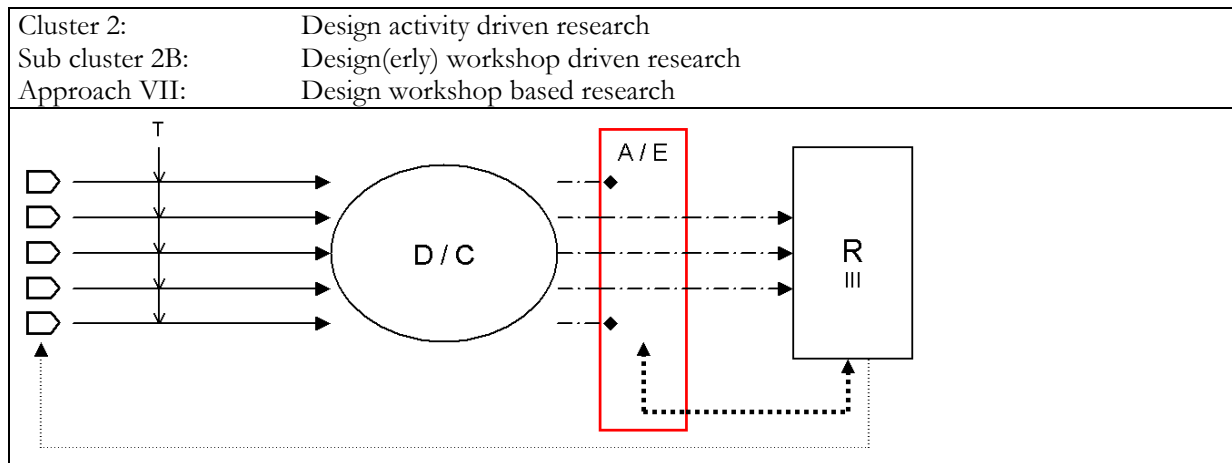 Cluster 2: Design activity driven research
Sub cluster 2B: Design(erly) workshop driven research
Approach VII: Design workshop based research
T
A / E
D / C
R
III